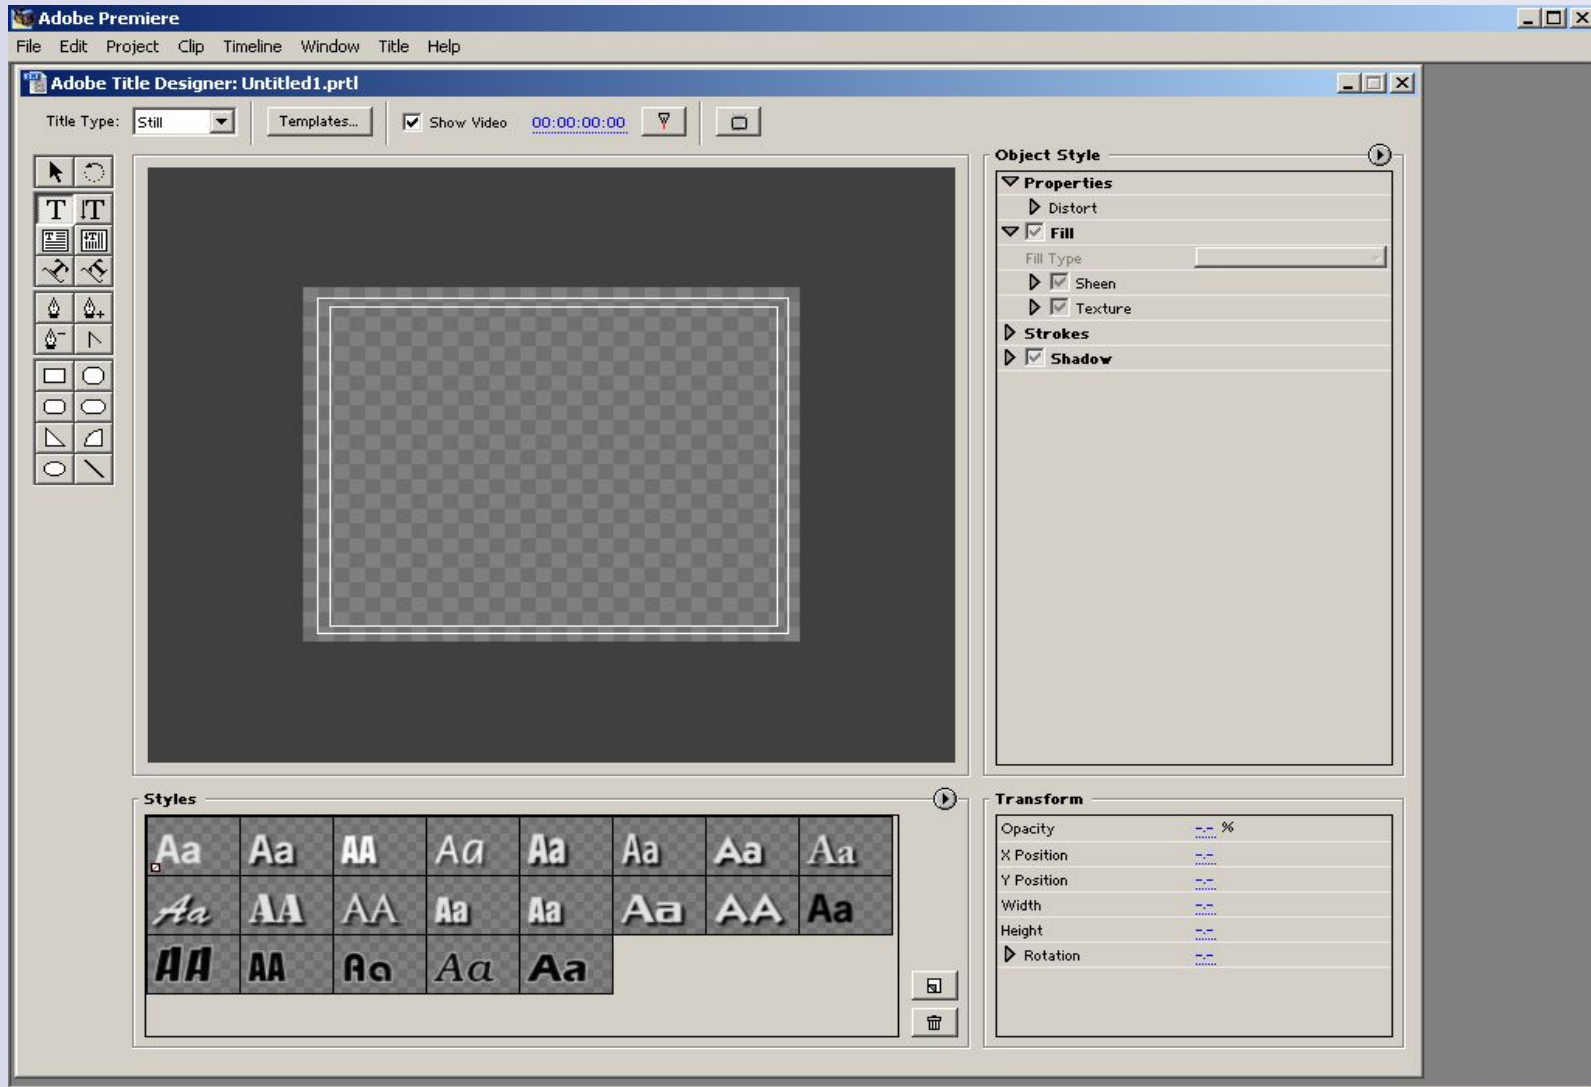 Adobe Premiere
File Edit Project Clip Timeline Window Title Help
Adobe Title Designer: Untitled1.prtl
Title Type: Still Templates... Show Video 00:00:00:00
T T
Object Style
Properties
Distort
Fill
Fill Type
Sheen
Texture
Strokes
Shadow
Styles
Aa Aa AA Aa Aa Aa Aa Aa
Aa AA AA Aa Aa Aa AA Aa
AA AA Aa Aa Aa
Transform
Opacity -.- %
X Position -.-
Y Position -.-
Width -.-
Height -.-
Rotation -.-